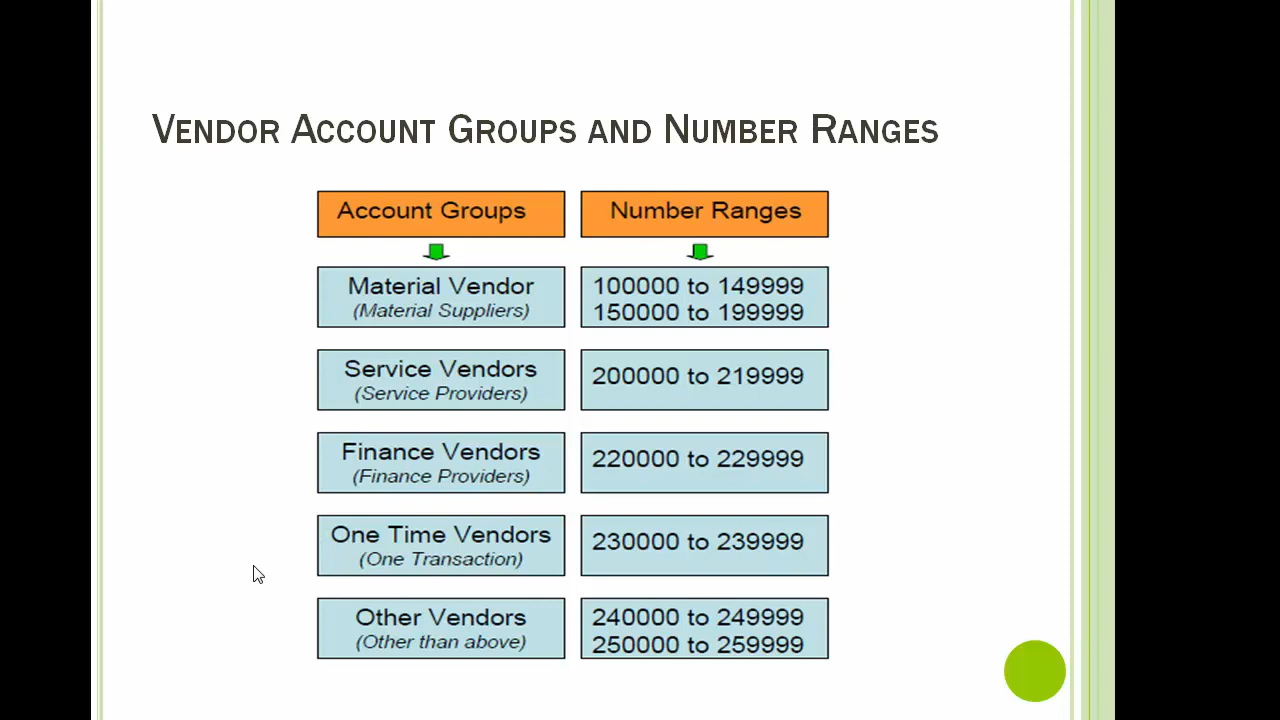 VENDOR ACCOUNT GROUPS AND NUMBER RANGES
Account Groups
Number Ranges
Material Vendor
(Material Suppliers)
100000 to 149999
150000 to 199999
Service Vendors
(Service Providers)
200000 to 219999
Finance Vendors
(Finance Providers)
220000 to 229999
One Time Vendors
(One Transaction)
230000 to 239999
Other Vendors
(Other than above)
240000 to 249999
250000 to 259999